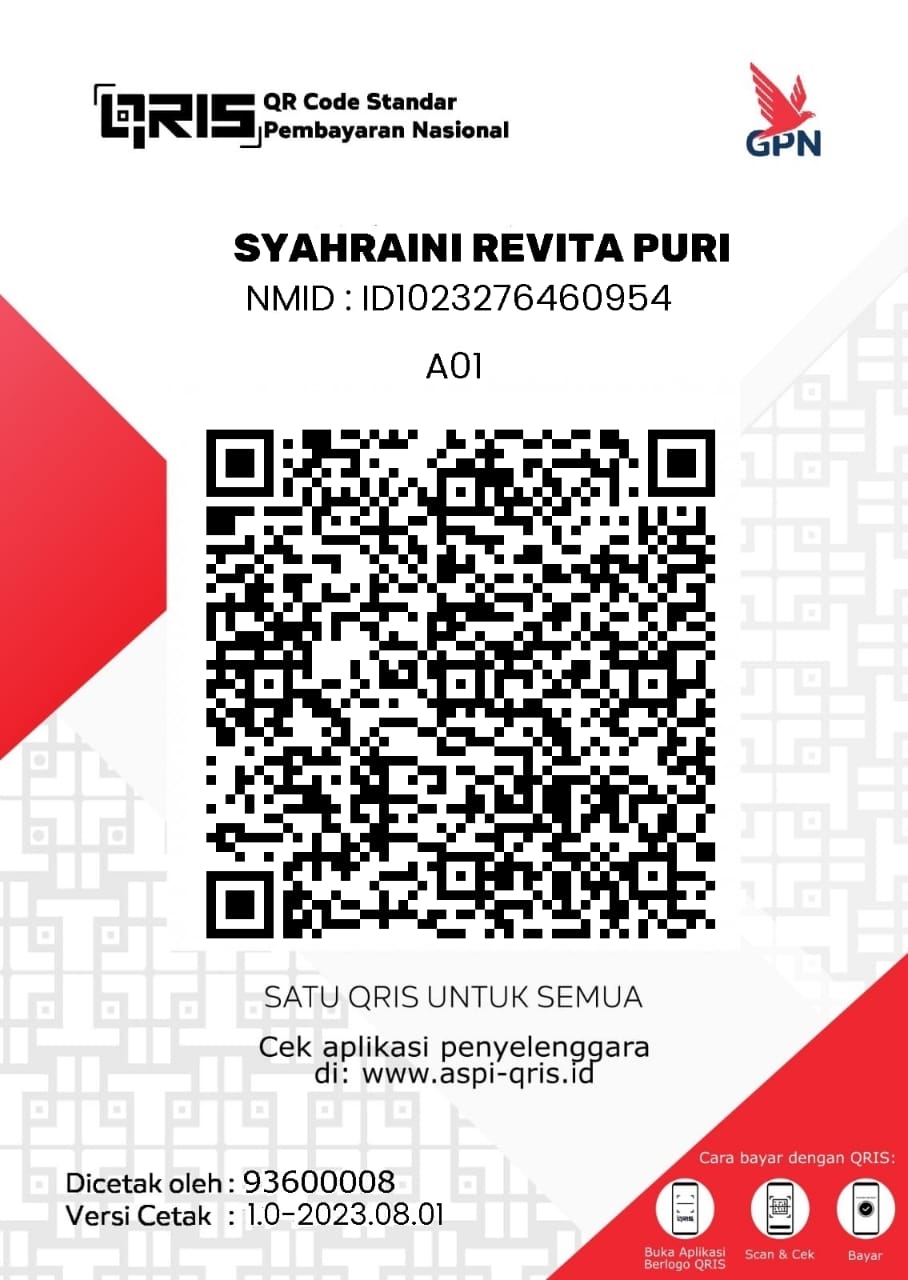 QRIS QR Code Standar
Pembayaran Nasional
GPN
SYAHRAINI REVITA PURI
NMID : ID1023276460954
A01
SATU QRIS UNTUK SEMUA
Cek aplikasi penyelenggara
di: www.aspi-qris.id
Dicetak oleh : 93600008
Versi Cetak : 1.0-2023.08.01
Cara bayar dengan QRIS:
QRIS
Buka Aplikasi
Berlogo QRIS
Scan & Cek
Bayar